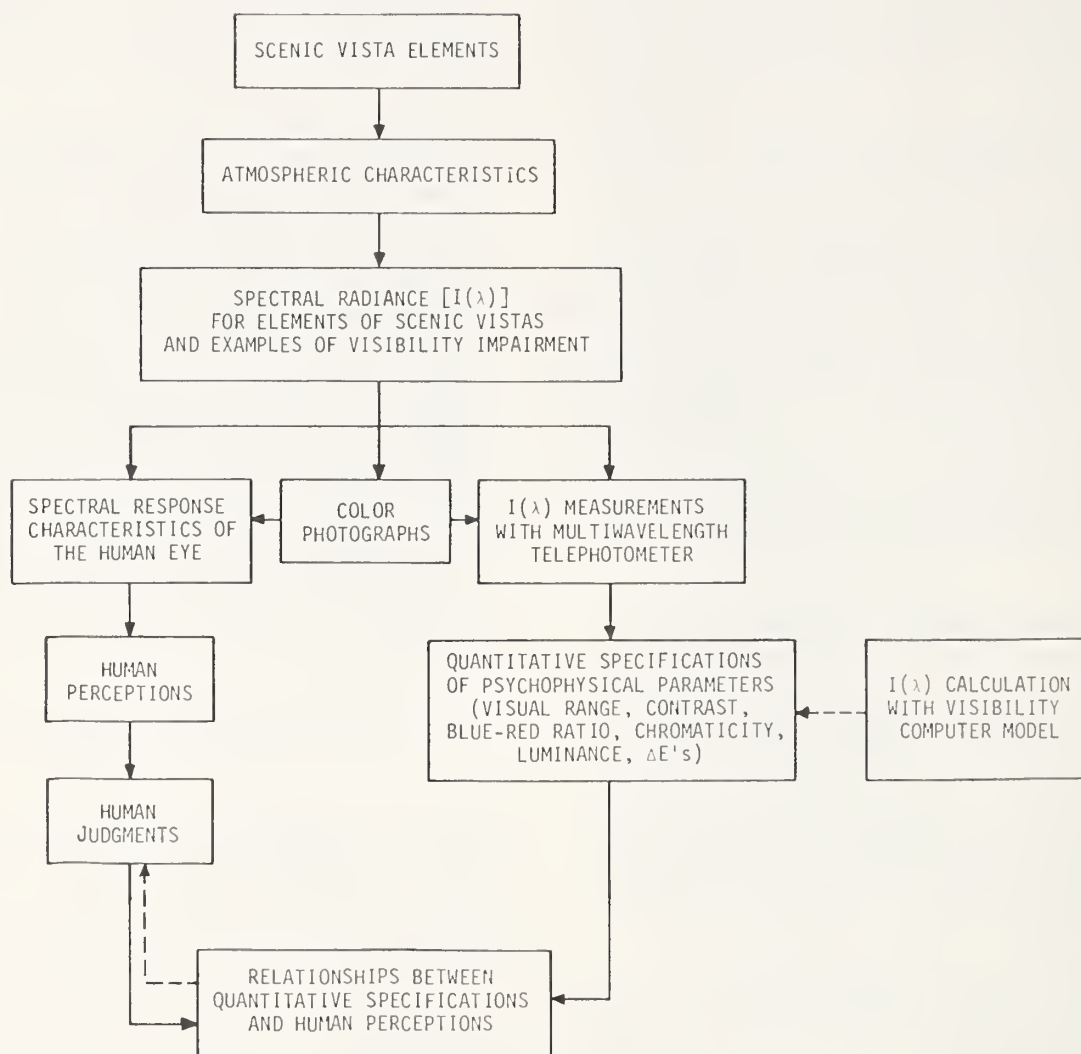 SCENIC VISTA ELEMENTS
ATMOSPHERIC CHARACTERISTICS
SPECTRAL RADIANCE [I(λ)]
FOR ELEMENTS OF SCENIC VISTAS
AND EXAMPLES OF VISIBILITY IMPAIRMENT
SPECTRAL RESPONSE
CHARACTERISTICS OF
THE HUMAN EYE
COLOR
PHOTOGRAPHS
I(λ) MEASUREMENTS
WITH MULTIWAVELENGTH
TELEPHOTOMETER
HUMAN
PERCEPTIONS
QUANTITATIVE SPECIFICATIONS
OF PSYCHOPHYSICAL PARAMETERS
(VISUAL RANGE, CONTRAST,
BLUE-RED RATIO, CHROMATICITY,
LUMINANCE, ΔE's)
I(λ) CALCULATION
WITH VISIBILITY
COMPUTER MODEL
HUMAN
JUDGMENTS
RELATIONSHIPS BETWEEN
QUANTITATIVE SPECIFICATIONS
AND HUMAN PERCEPTIONS